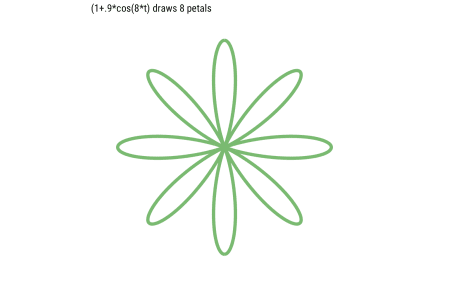 (1+.9*cos(8*t) draws 8 petals